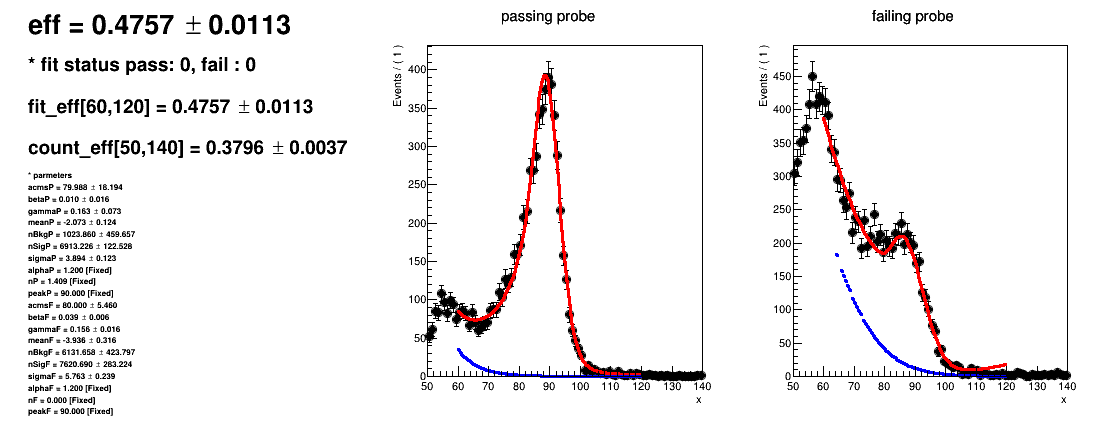 eff = 0.4757 ± 0.0113
* fit status pass: 0, fail : 0
fit_eff[60,120] = 0.4757 ± 0.0113
count_eff[50,140] = 0.3796 ± 0.0037
* parmeters
acmsP = 79.988 ± 18.194
betaP = 0.010 ± 0.016
gammaP = 0.163 ± 0.073
meanP = -2.073 ± 0.124
nBkgP = 1023.860 ± 459.657
nSigP = 6913.226 ± 122.528
sigmaP = 3.894 ± 0.123
alphaP = 1.200 [Fixed]
nP = 1.409 [Fixed]
peakP = 90.000 [Fixed]
acmsF = 80.000 ± 5.460
betaF = 0.039 ± 0.006
gammaF = 0.156 ± 0.016
meanF = -3.936 ± 0.316
nBkgF = 6131.658 ± 423.797
nSigF = 7620.690 ± 283.224
sigmaF = 5.763 ± 0.239
alphaF = 1.200 [Fixed]
nF = 0.000 [Fixed]
peakF = 90.000 [Fixed]
passing probe
Events / ( 1 )
400
350
300
250
200
150
100
50
0
50 60 70 80 90 100 110 120 130 140
x
failing probe
Events / ( 1 )
450
400
350
300
250
200
150
100
50
0
50 60 70 80 90 100 110 120 130 140
x